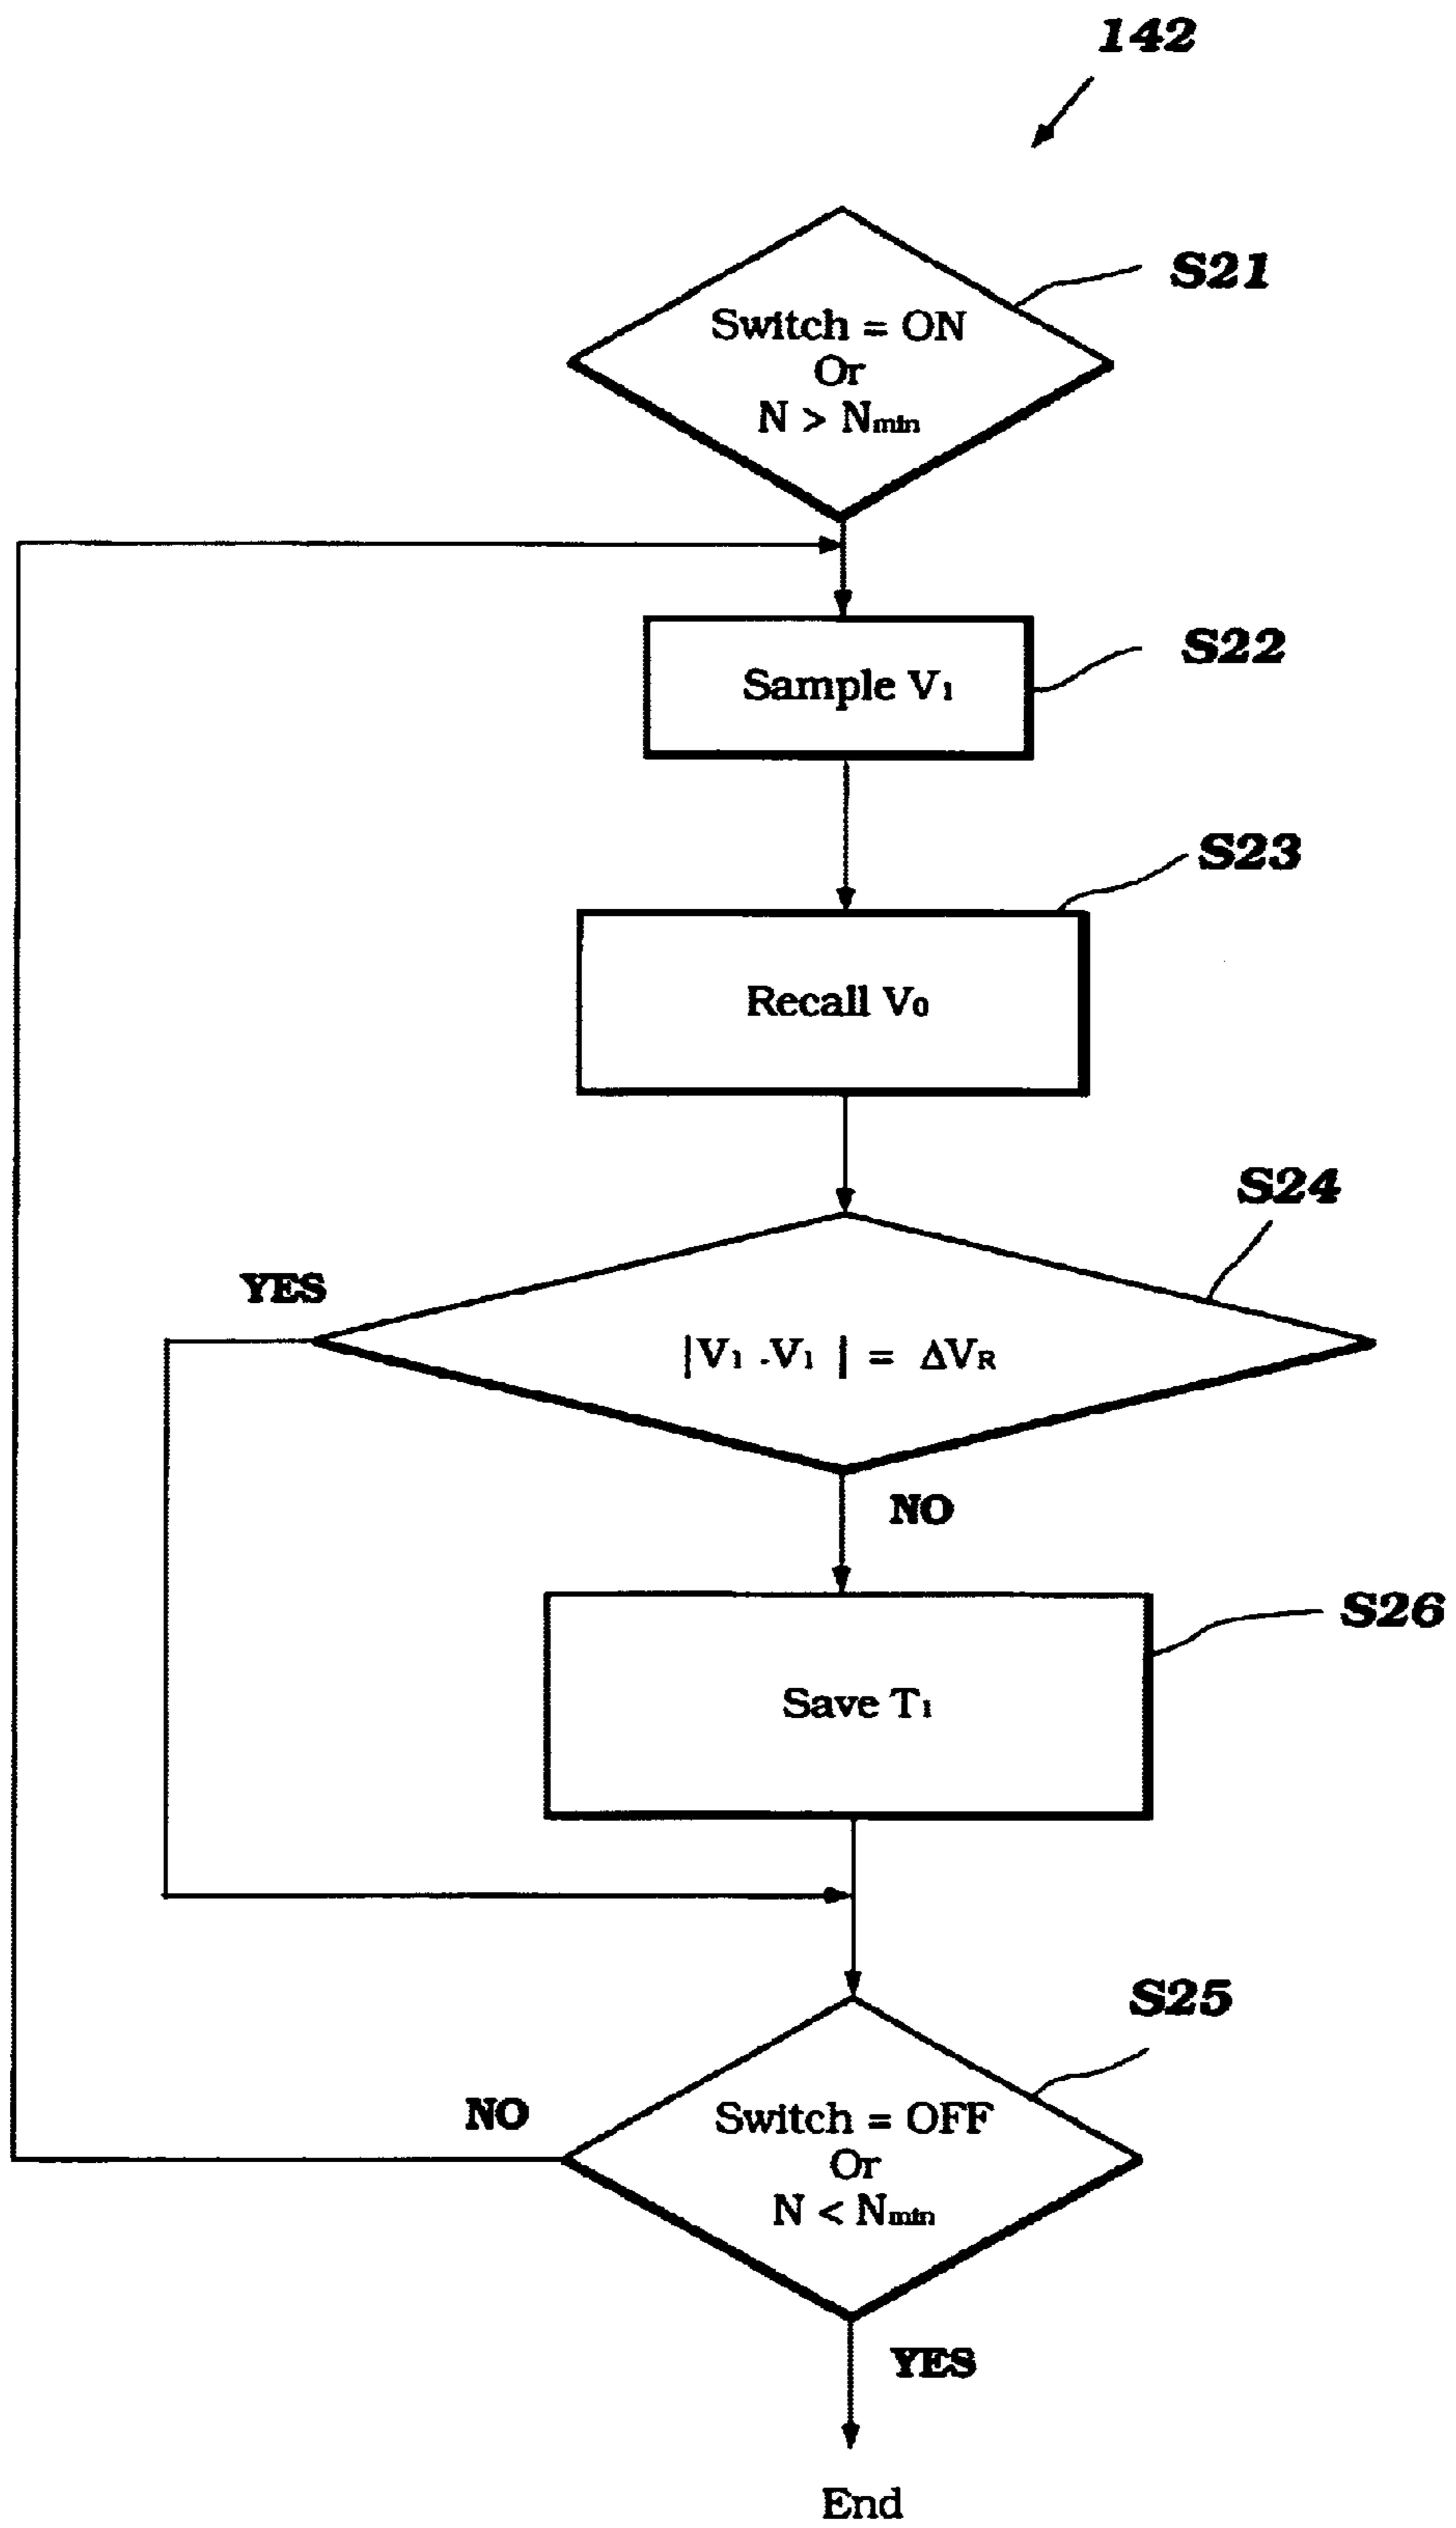 142
S21
Switch = ON
Or
N > Nmin
S22
Sample V1
S23
Recall V0
S24
YES
|V1 -V1 | = ΔVR
NO
S26
Save T1
S25
NO
Switch = OFF
Or
N < Nmin
YES
End